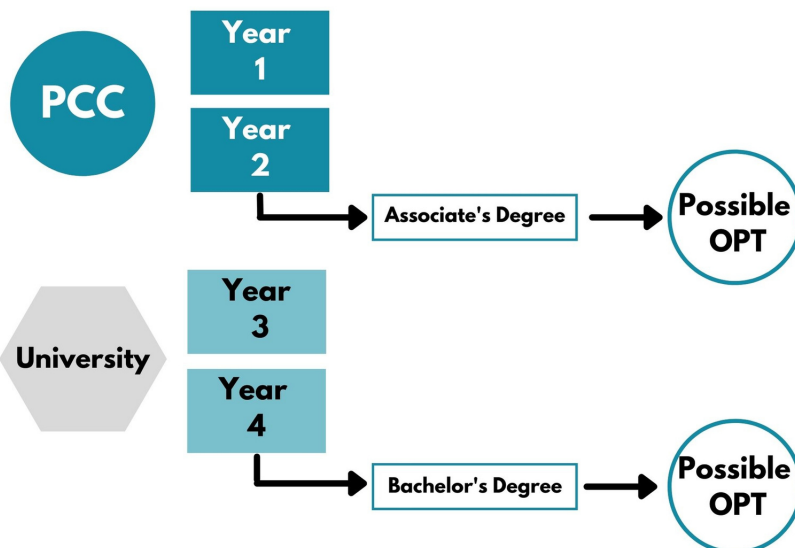 PCC
Year
1
Year
2
Associate's Degree
Possible
OPT
University
Year
3
Year
4
Bachelor's Degree
Possible
OPT